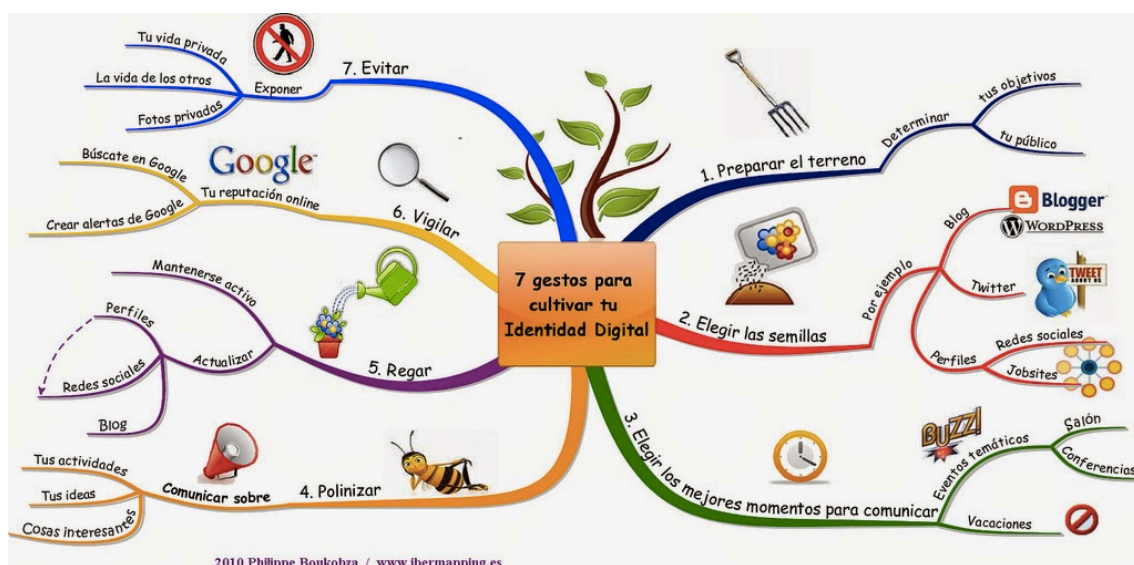 7 gestos para
cultivar tu
Identidad Digital
1. Preparar el terreno
Determinar
tus objetivos
tu público
2. Elegir las semillas
Por ejemplo
Blog
Blogger
WORDPRESS
Twitter
TWEET
ABOUT US
Perfiles
Redes sociales
Jobsites
3. Elegir los mejores momentos para comunicar
BUZZ!
Eventos temáticos
Salón
Conferencias
Vacaciones
4. Polinizar
Comunicar sobre
Tus actividades
Tus ideas
Cosas interesantes
5. Regar
Mantenerse activo
Actualizar
Perfiles
Redes sociales
Blog
6. Vigilar
Tu reputación online
Google
Búscate en Google
Crear alertas de Google
7. Evitar
Exponer
Tu vida privada
La vida de los otros
Fotos privadas
2010 Philippe Boukobza / www.ibermapping.es